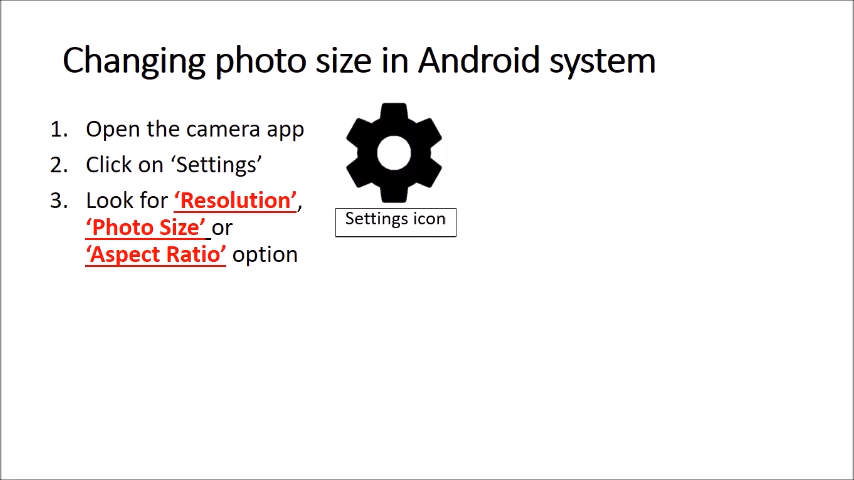 Changing photo size in Android system
1. Open the camera app
2. Click on ‘Settings’
3. Look for ‘Resolution’,
‘Photo Size’ or
‘Aspect Ratio’ option
Settings icon